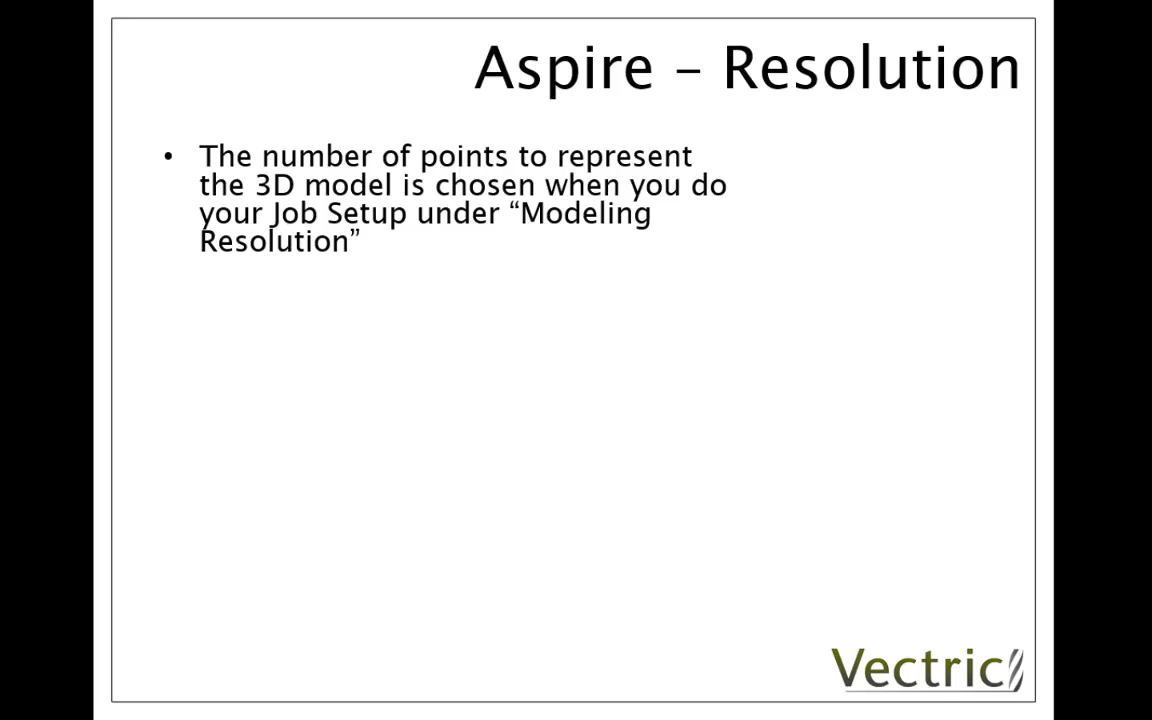 Aspire – Resolution
• The number of points to represent
the 3D model is chosen when you do
your Job Setup under “Modeling
Resolution”
Vectric